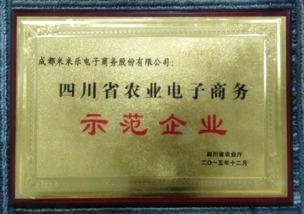 成都米米乐电子商务股份有限公司:
四川省农业电子商务
示范企业
四川省农业厅
二〇一五年十二月